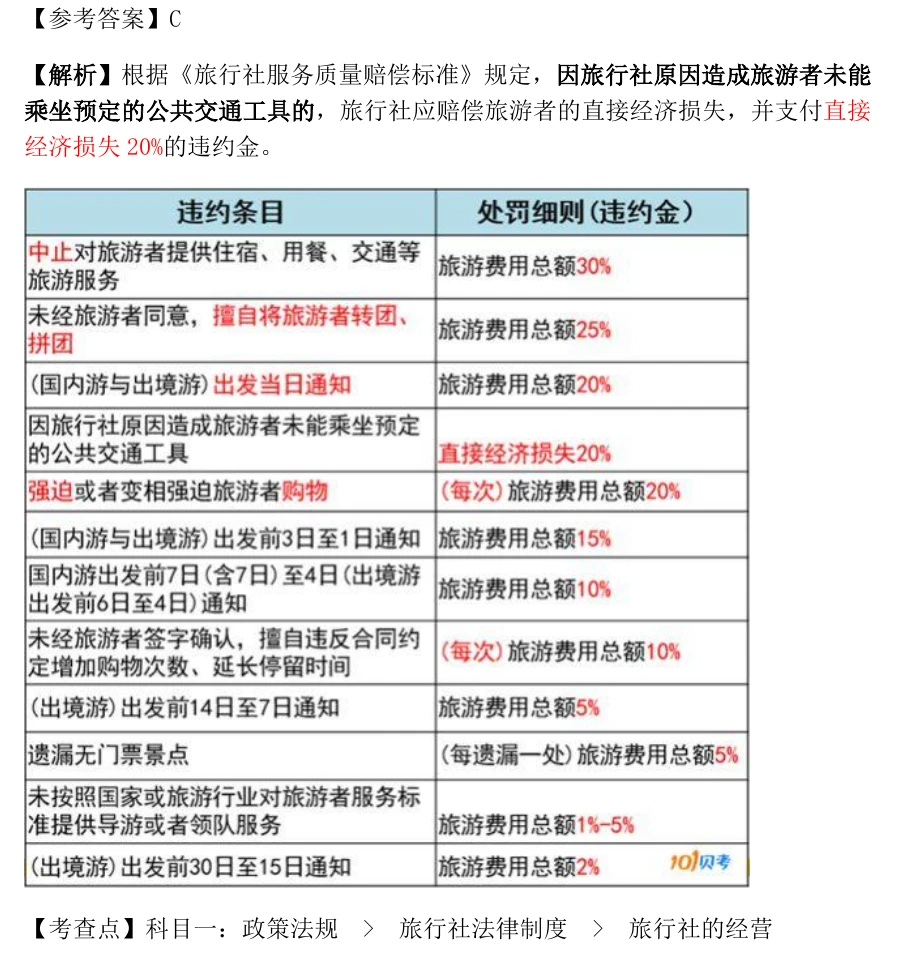 【参考答案】C
【解析】根据《旅行社服务质量赔偿标准》规定，因旅行社原因造成旅游者未能
乘坐预定的公共交通工具的，旅行社应赔偿旅游者的直接经济损失，并支付直接
经济损失 20%的违约金。
违约条目 处罚细则(违约金)
中止对旅游者提供住宿、用餐、交通等
旅游服务
旅游费用总额30%
未经旅游者同意，擅自将旅游者转团、
拼团
旅游费用总额25%
(国内游与出境游)出发当日通知 旅游费用总额20%
因旅行社原因造成旅游者未能乘坐预定
的公共交通工具
直接经济损失20%
强迫或者变相强迫旅游者购物 (每次)旅游费用总额20%
(国内游与出境游)出发前3日至1日通知 旅游费用总额15%
国内游出发前7日(含7日)至4日(出境游
出发前6日至4日)通知
旅游费用总额10%
未经旅游者签字确认，擅自违反合同约
定增加购物次数、延长停留时间
(每次)旅游费用总额10%
(出境游)出发前14日至7日通知 旅游费用总额5%
遗漏无门票景点 (每遗漏一处)旅游费用总额5%
未按照国家或旅游行业对旅游者服务标
准提供导游或者领队服务
旅游费用总额1%-5%
(出境游)出发前30日至15日通知 旅游费用总额2%
101贝考
【考查点】科目一：政策法规 > 旅行社法律制度 > 旅行社的经营